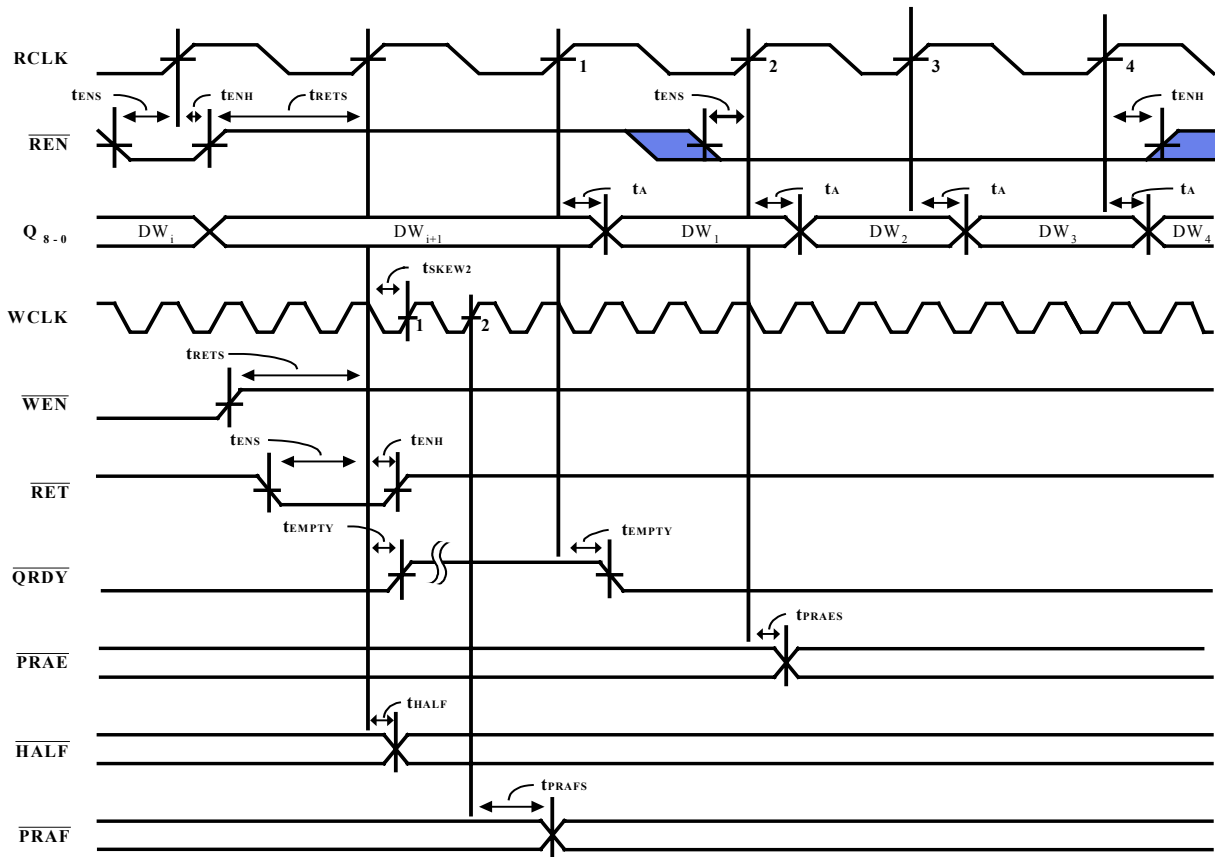 RCLK 1 2 3 4
tENS tENH tRETS tENS tENH
REN
tA tA tA tA
Q8-0 DWi DWi+1 DW1 DW2 DW3 DW4
tSKEW2
WCLK 1 2
tRETS
WEN
tENS tENH
RET
tEMPTY tEMPTY
QRDY
tPRAES
PRAE
tHALF
HALF
tPRAFS
PRAF